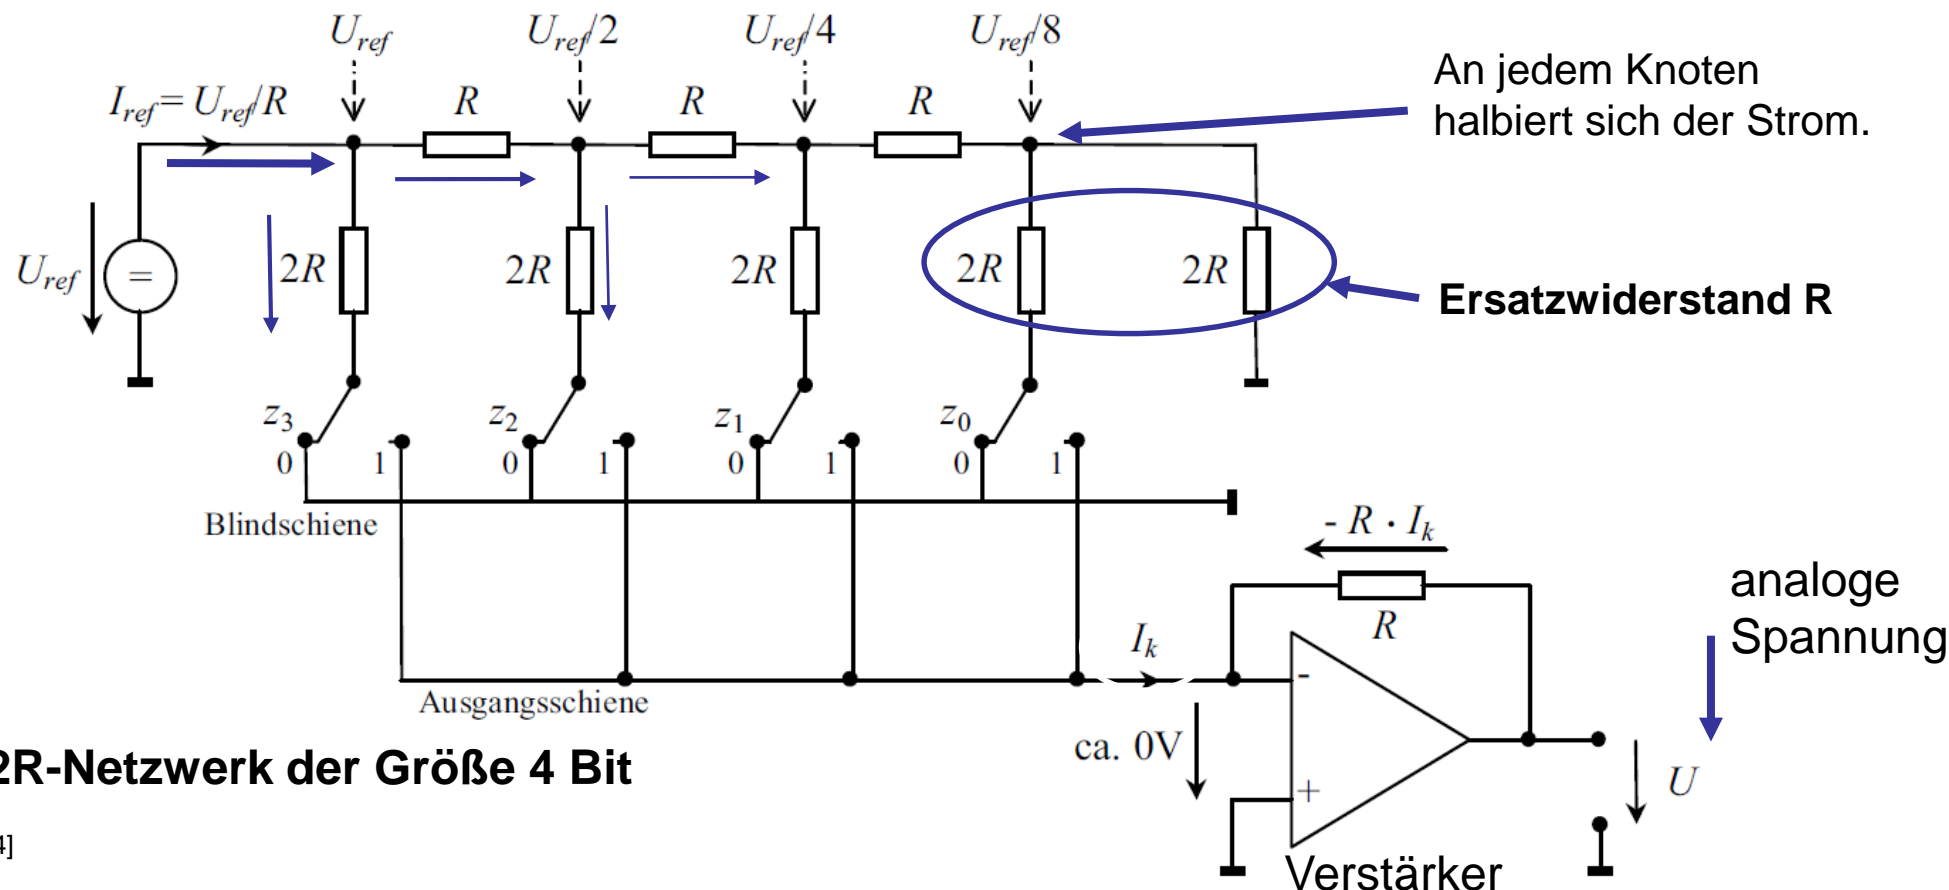 U_ref
U_ref/2
U_ref/4
U_ref/8
An jedem Knoten
halbiert sich der Strom.
I_ref= U_ref/R
R
R
R
U_ref
=
2R
2R
2R
2R
2R
Ersatzwiderstand R
z_3
z_2
z_1
z_0
0
1
0
1
0
1
0
1
Blindschiene
- R · I_k
R
analoge
Spannung
I_k
-
Ausgangsschiene
ca. 0V
+
U
2R-Netzwerk der Größe 4 Bit
4]
Verstärker